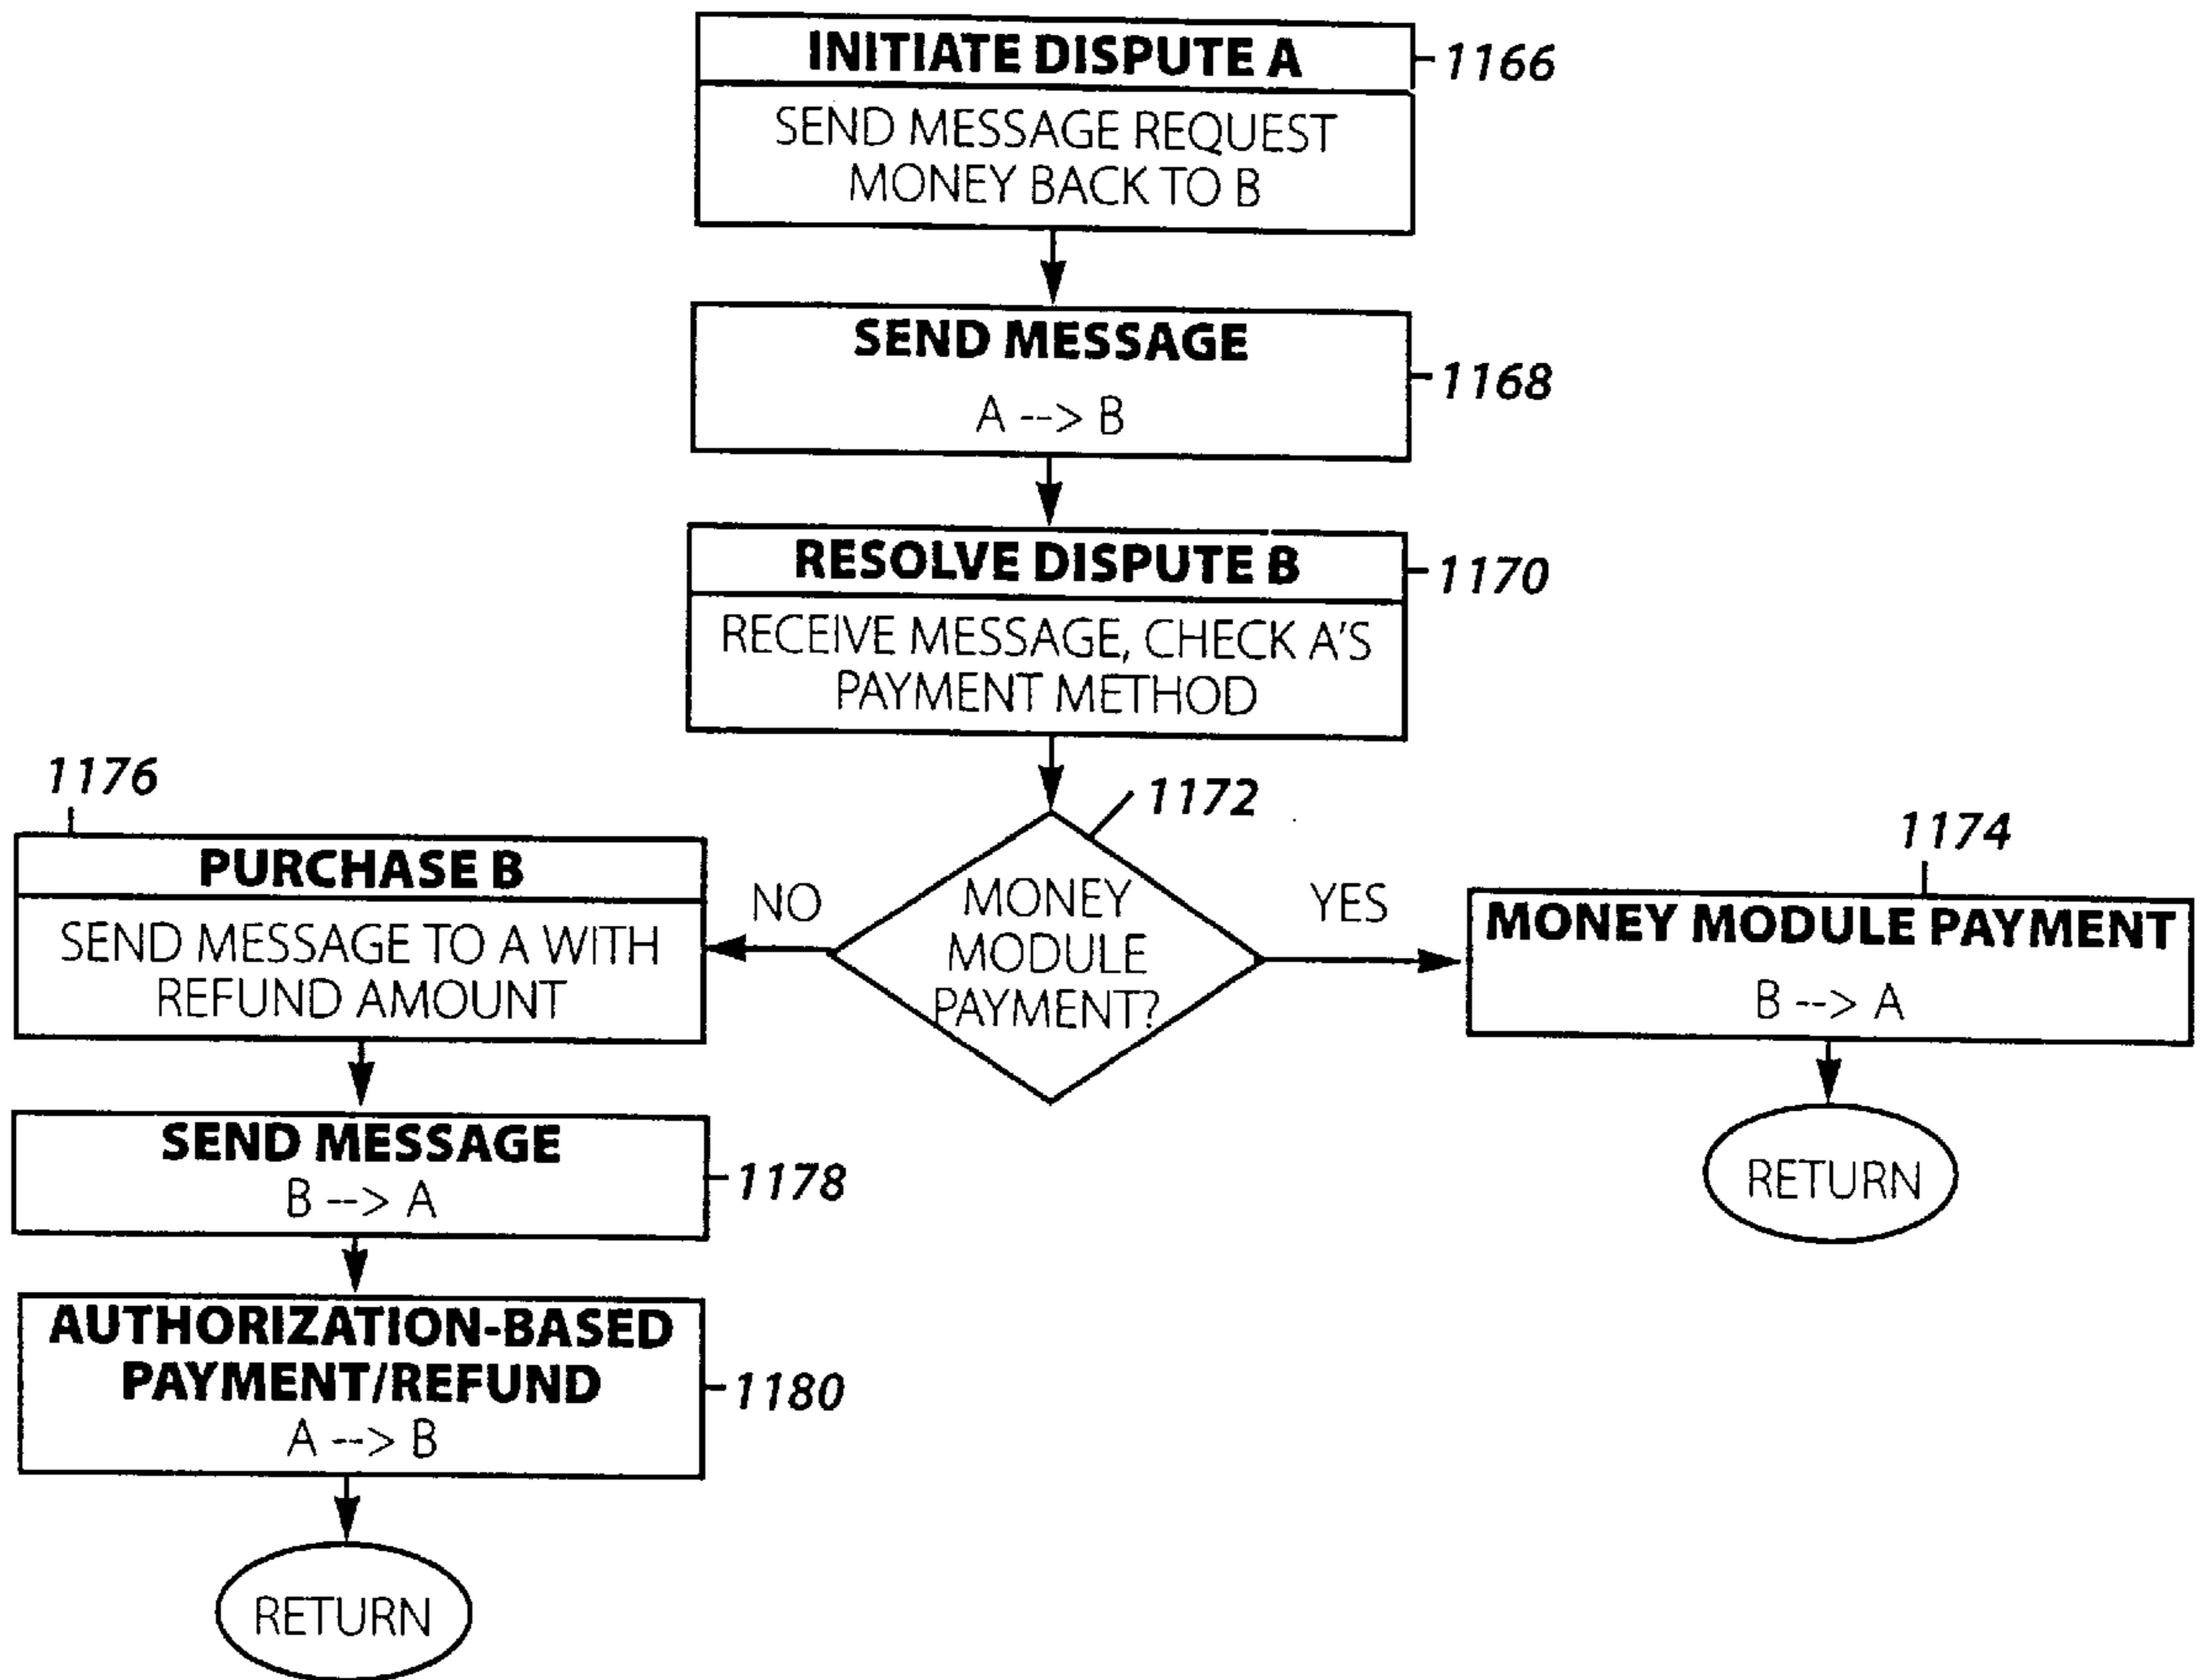 INITIATE DISPUTE A
1166
SEND MESSAGE REQUEST
MONEY BACK TO B
SEND MESSAGE
1168
A --> B
RESOLVE DISPUTE B
1170
RECEIVE MESSAGE, CHECK A'S
PAYMENT METHOD
1176
1172
1174
PURCHASE B
SEND MESSAGE TO A WITH
REFUND AMOUNT
NO
MONEY
MODULE
PAYMENT?
YES
MONEY MODULE PAYMENT
B --> A
RETURN
SEND MESSAGE
B --> A
1178
AUTHORIZATION-BASED
PAYMENT/REFUND
1180
A --> B
RETURN